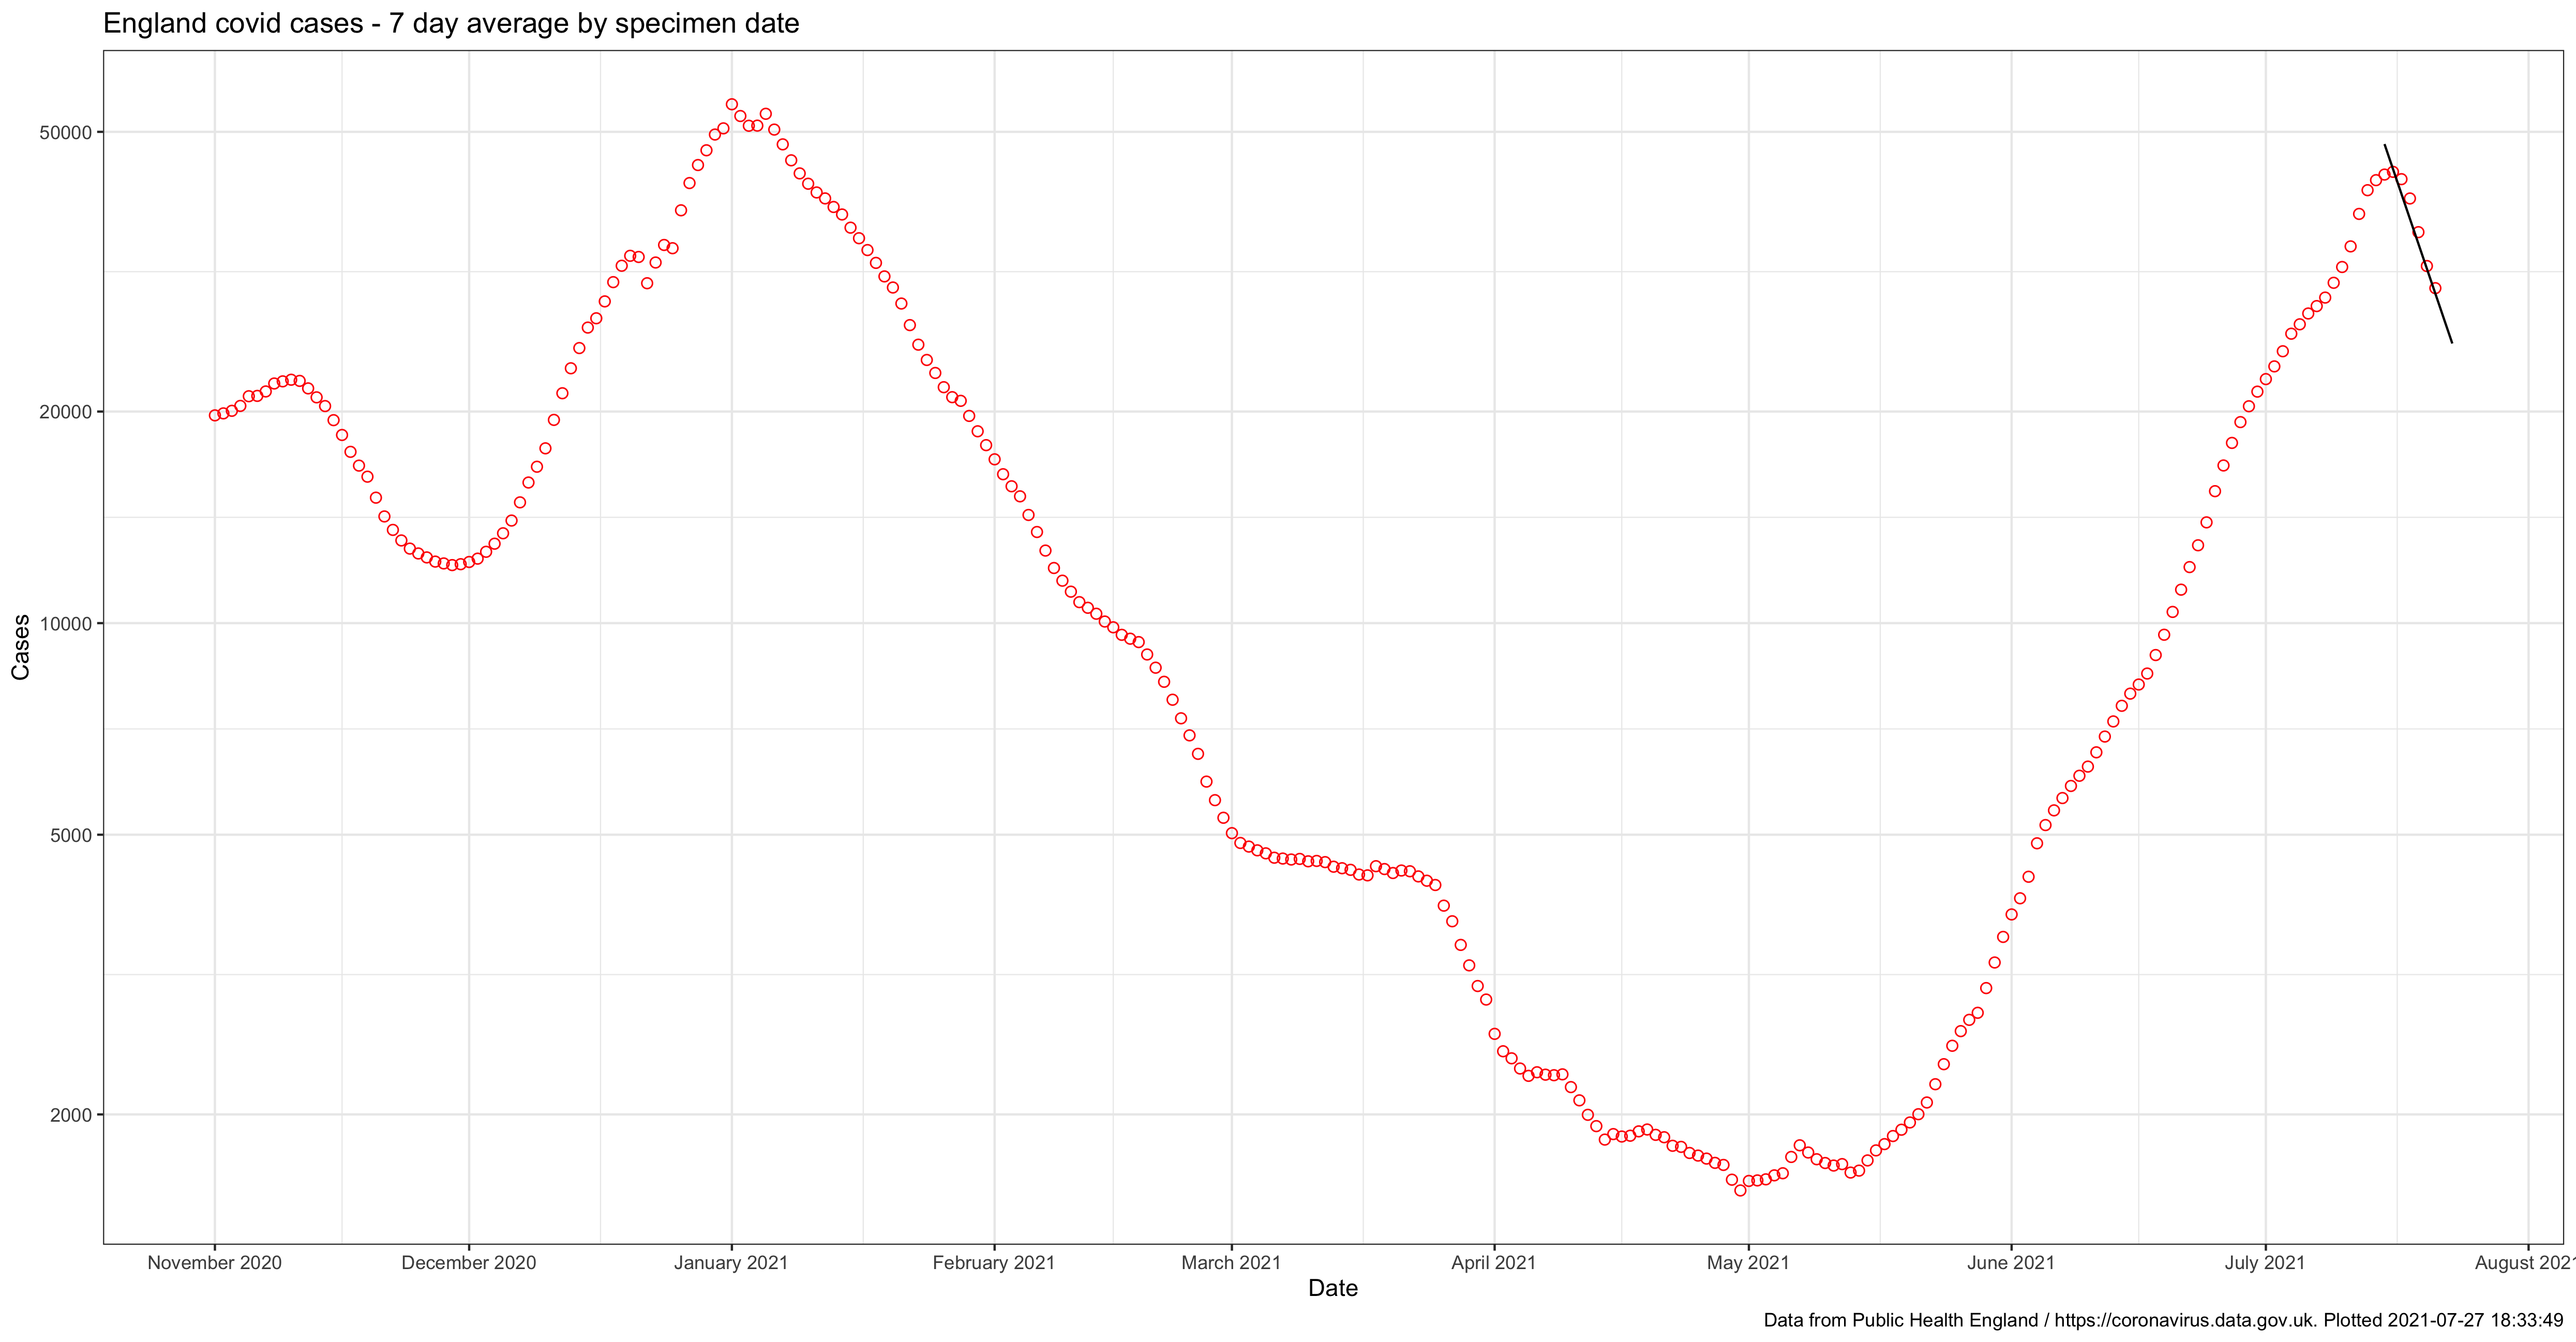 England covid cases - 7 day average by specimen date
Cases
50000
20000
10000
5000
2000
November 2020
December 2020
January 2021
February 2021
March 2021
April 2021
May 2021
June 2021
July 2021
August 2021
Date
Data from Public Health England / https://coronavirus.data.gov.uk. Plotted 2021-07-27 18:33:49